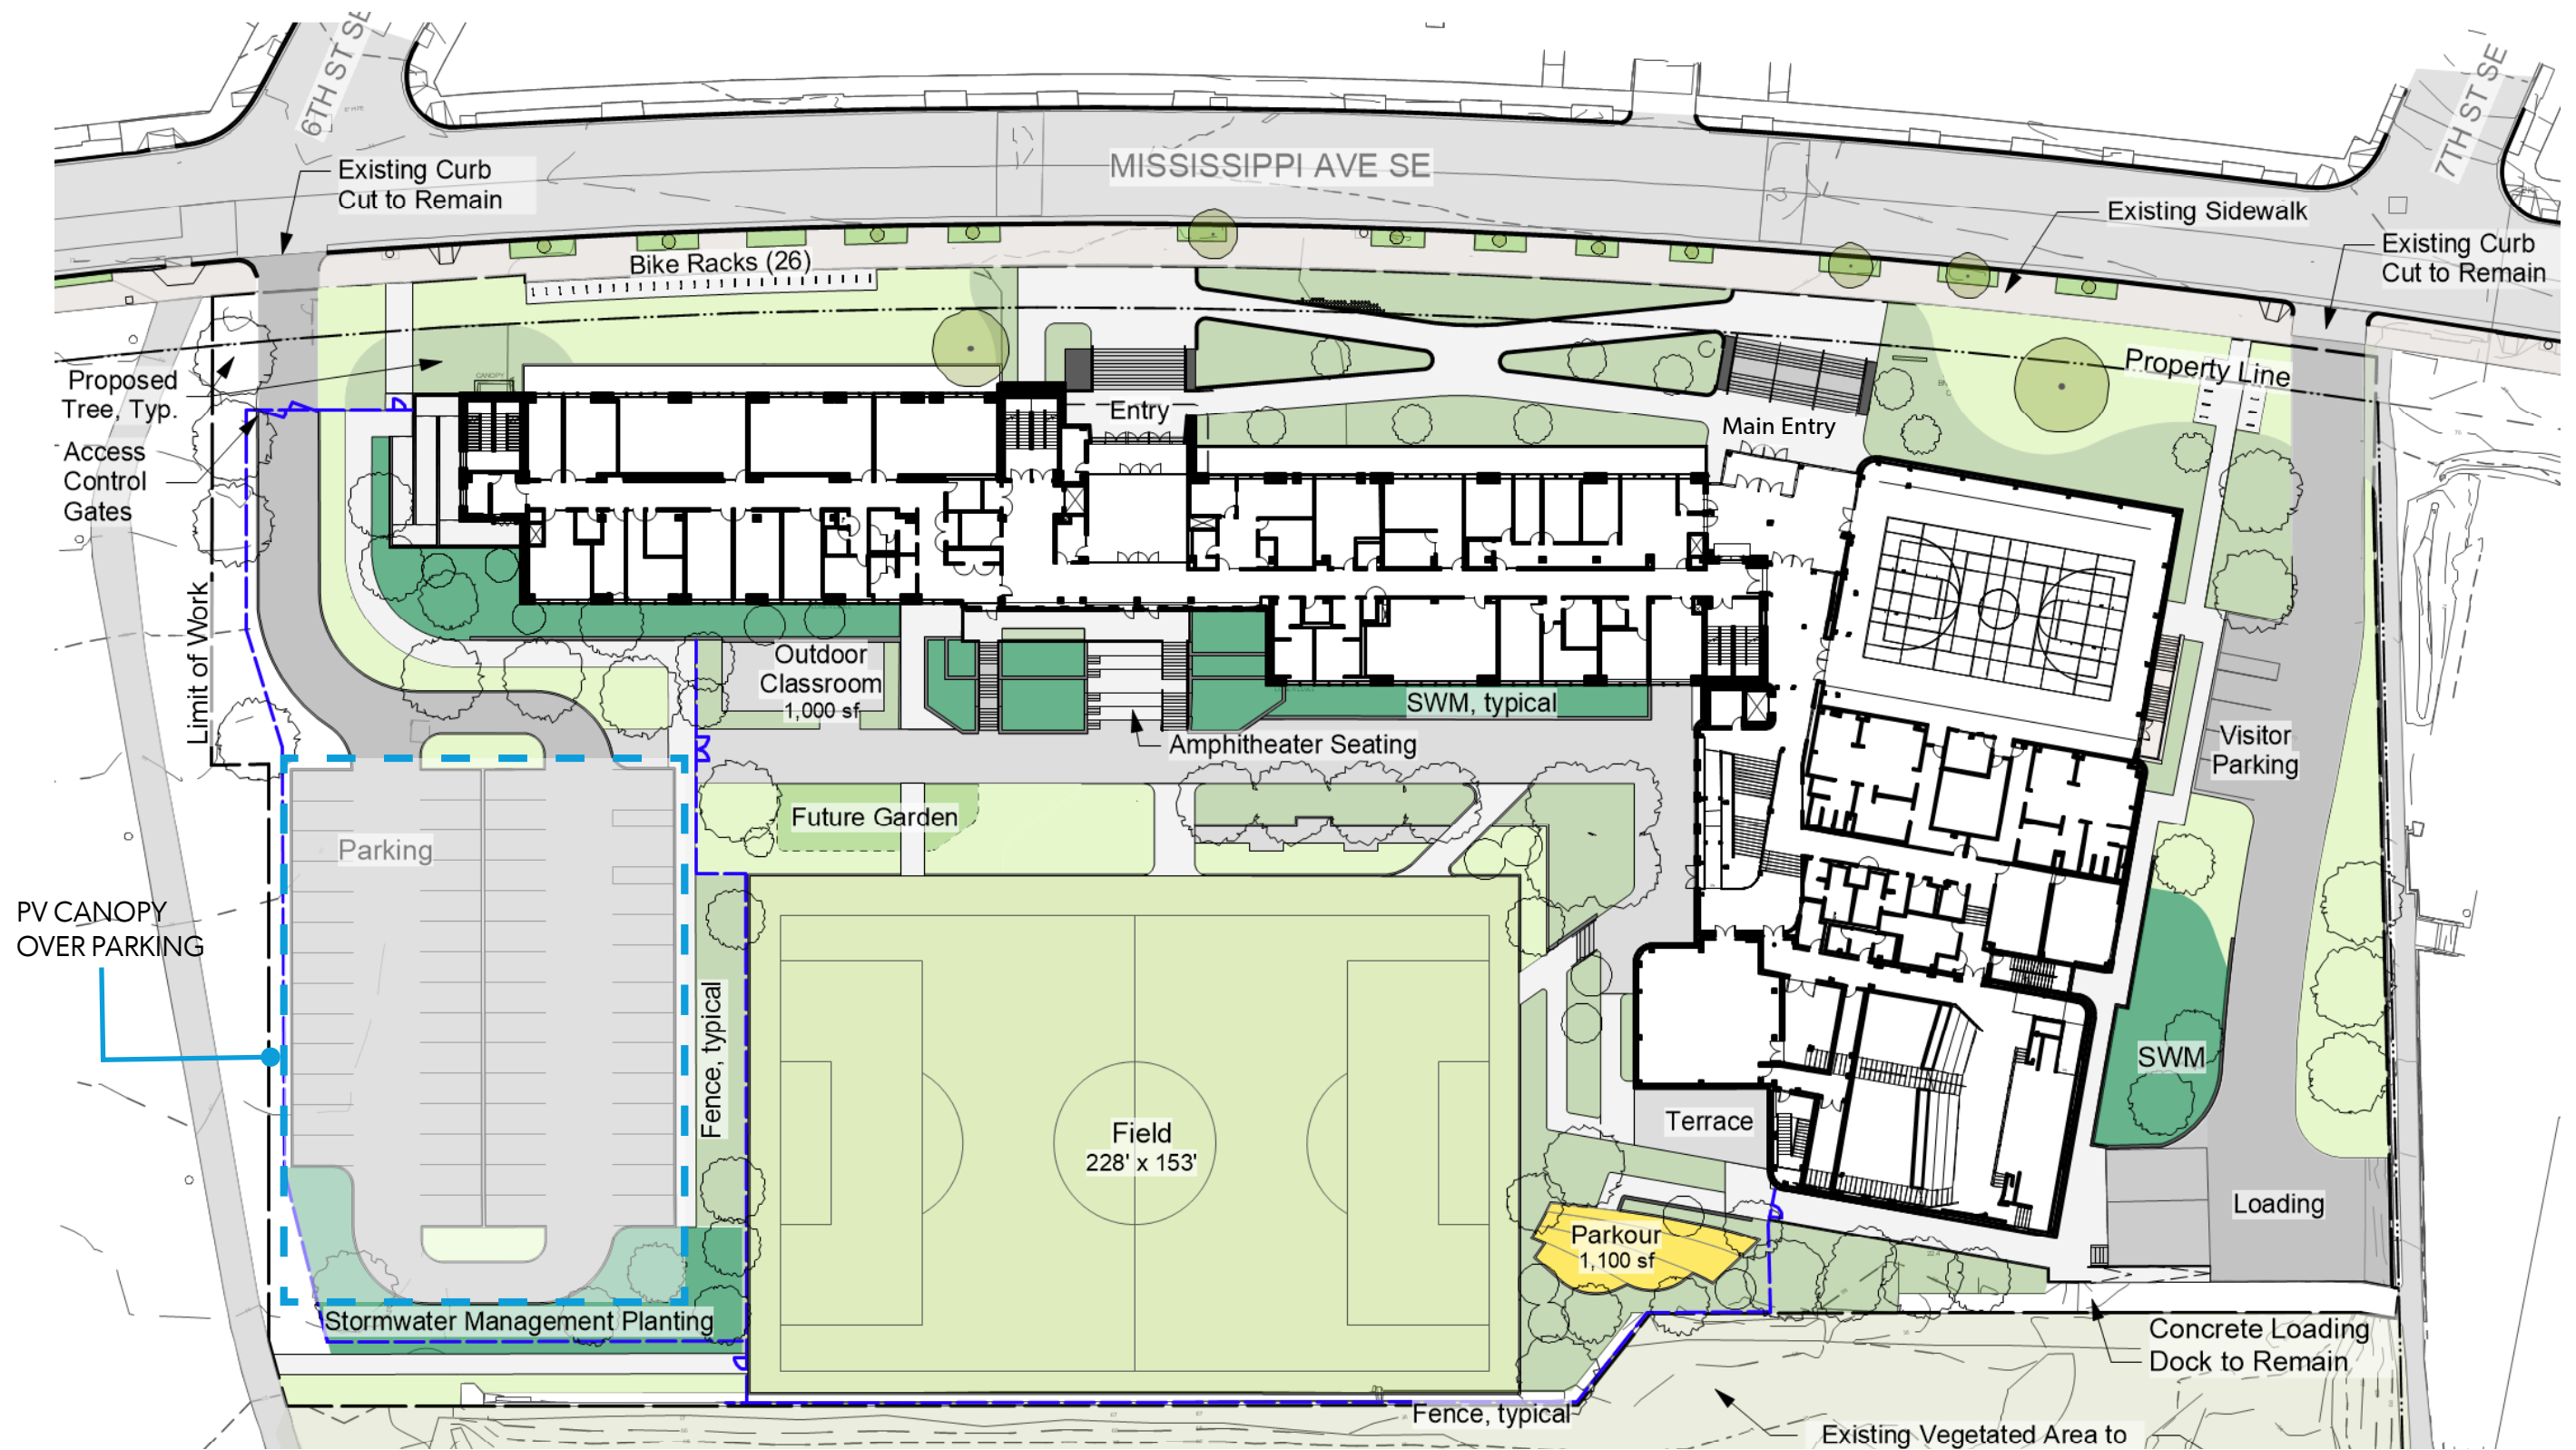 6TH ST SE
7TH ST SE
MISSISSIPPI AVE SE
Existing Curb
Cut to Remain
Existing Sidewalk
Existing Curb
Cut to Remain
Bike Racks (26)
Property Line
Proposed
Tree, Typ.
CANOPY
Entry
Main Entry
Access
Control
Gates
Limit of Work
Outdoor
Classroom
1,000 sf
SWM, typical
Amphitheater Seating
Visitor
Parking
Future Garden
Parking
PV CANOPY
OVER PARKING
Fence, typical
SWM
Terrace
Field
228' x 153'
Loading
Parkour
1,100 sf
Stormwater Management Planting
Concrete Loading
Dock to Remain
Fence, typical
Existing Vegetated Area to